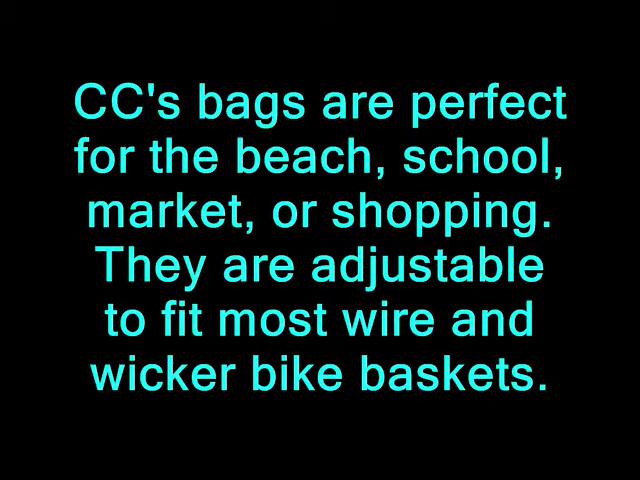 CC's bags are perfect
for the beach, school,
market, or shopping.
They are adjustable
to fit most wire and
wicker bike baskets.